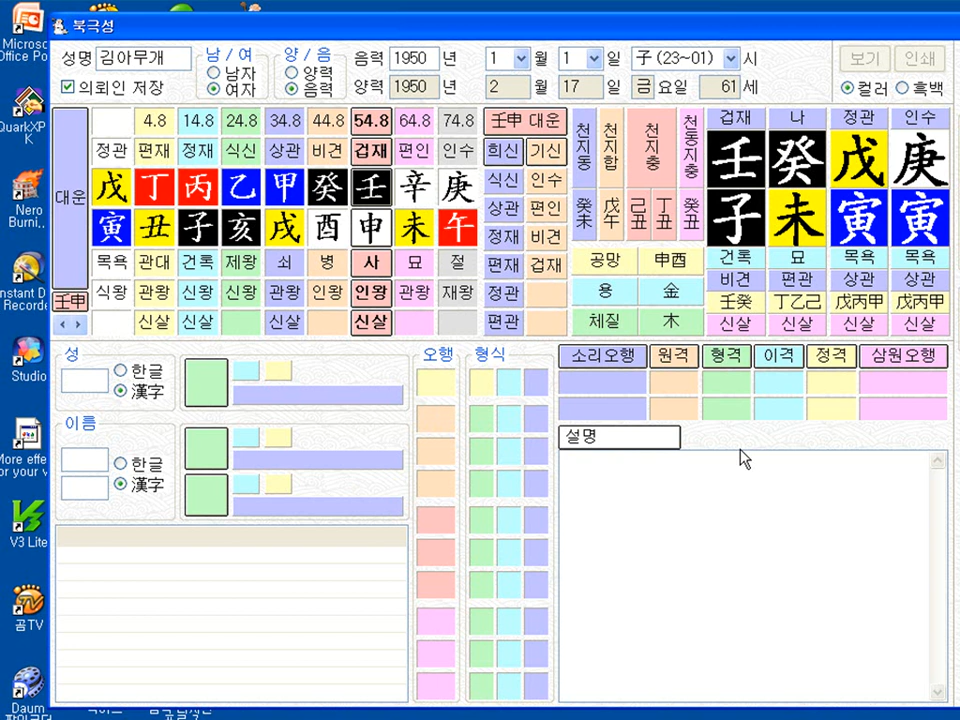 북극성
성명 김아무개
☑ 의뢰인 저장
남 / 여
남자
여자
양 / 음
양력
음력
음력 1950 년 1 월 1 일 子 (23~01) 시
양력 1950 년 2 월 17 일 금 요일 61 세
보기 인쇄
컬러 흑백
대운
壬申
4.8 14.8 24.8 34.8 44.8 54.8 64.8 74.8
정관 편재 정재 식신 상관 비견 겁재 편인 인수
戊 丁 丙 乙 甲 癸 壬 辛 庚
寅 丑 子 亥 戌 酉 申 未 午
목욕 관대 건록 제왕 쇠 병 사 묘 절
식왕 관왕 신왕 신왕 관왕 인왕 인왕 관왕 재왕
신살 신살 신살 신살
壬申 대운
희신 기신
식신 인수
상관 편인
정재 비견
편재 겁재
정관
편관
천지동 천지합 천지충 천동지충
癸未 戊午 己丑 丁丑 癸丑
공망 申酉
용 金
체질 木
겁재 나 정관 인수
壬 癸 戊 庚
子 未 寅 寅
건록 묘 목욕 목욕
비견 편관 상관 상관
壬癸 丁乙己 戊丙甲 戊丙甲
신살 신살 신살 신살
성
한글
漢字
이름
한글
漢字
오행 형식
소리오행 원격 형격 이격 정격 삼원오행
설명
Office Po
Nero
Burni..
Studio
V3 Lite
곰TV
Daum